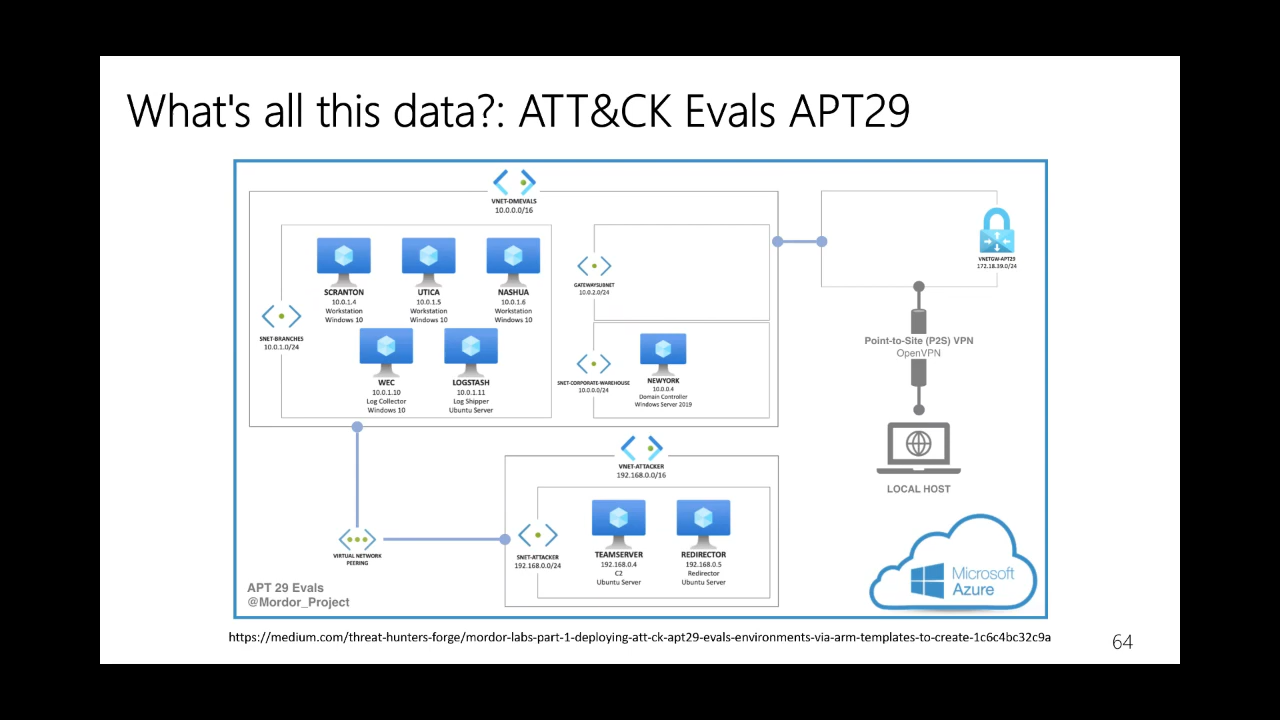 What's all this data?: ATT&CK Evals APT29
VNET-DMEVALS
10.0.0.0/16
SCRANTON
10.0.1.4
Workstation
Windows 10
UTICA
10.0.1.5
Workstation
Windows 10
NASHUA
10.0.1.6
Workstation
Windows 10
SNET-BRANCHES
10.0.1.0/24
WEC
10.0.1.10
Log Collector
Windows 10
LOGSTASH
10.0.1.11
Log Shipper
Ubuntu Server
GATEWAYSUBNET
10.0.2.0/24
SNET-CORPORATE-WAREHOUSE
10.0.0.0/24
NEWYORK
10.0.0.4
Domain Controller
Windows Server 2019
VNETGW-APT29
172.18.39.0/24
Point-to-Site (P2S) VPN
OpenVPN
LOCAL HOST
VNET-ATTACKER
192.168.0.0/16
SNET-ATTACKER
192.168.0.0/24
TEAMSERVER
192.168.0.4
C2
Ubuntu Server
REDIRECTOR
192.168.0.5
Redirector
Ubuntu Server
VIRTUAL NETWORK
PEERING
APT 29 Evals
@Mordor_Project
Microsoft
Azure
https://medium.com/threat-hunters-forge/mordor-labs-part-1-deploying-att-ck-apt29-evals-environments-via-arm-templates-to-create-1c6c4bc32c9a
64